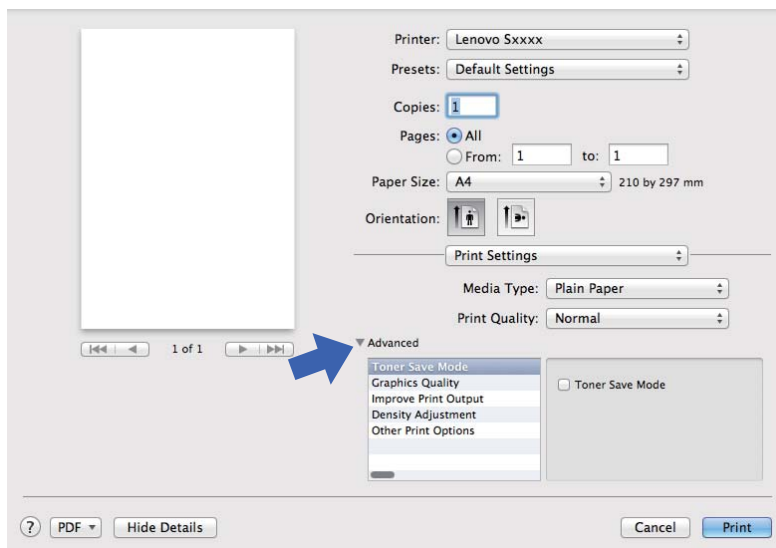 Printer: Lenovo Sxxxx
Presets: Default Settings
Copies: 1
Pages: All
From: 1 to: 1
Paper Size: A4 210 by 297 mm
Orientation:
Print Settings
Media Type: Plain Paper
Print Quality: Normal
1 of 1
Advanced
Toner Save Mode
Graphics Quality
Improve Print Output
Density Adjustment
Other Print Options
Toner Save Mode
? PDF Hide Details Cancel Print